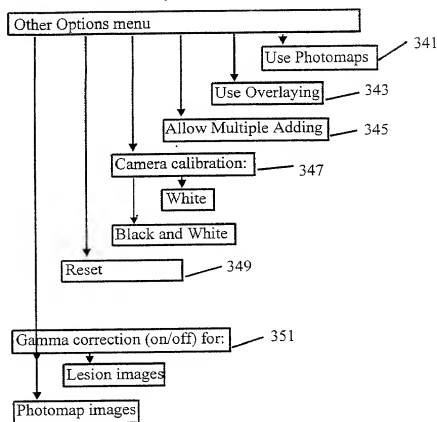 Other Options menu
Use Photomaps 341
Use Overlaying 343
Allow Multiple Adding 345
Camera calibration: 347
White
Black and White
Reset 349
Gamma correction (on/off) for: 351
Lesion images
Photomap images